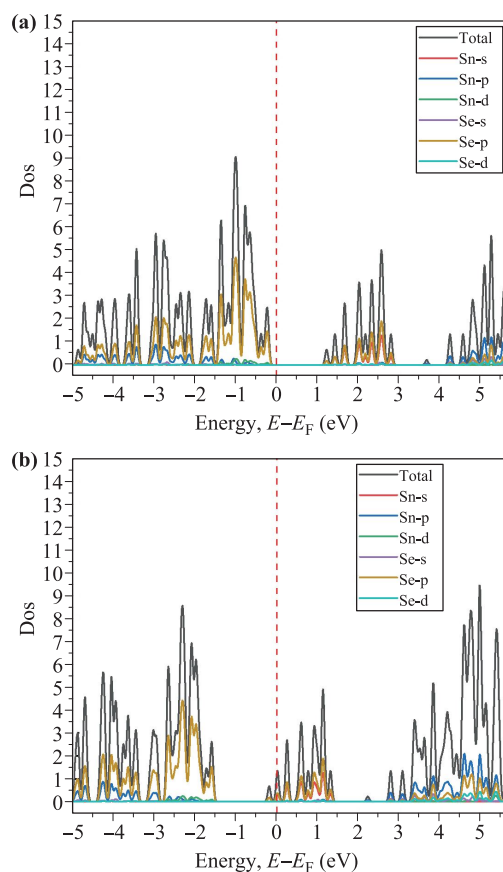 (a)
15
14
13
12
11
10
9
8
7
6
5
4
3
2
1
0
Dos
Total
Sn-s
Sn-p
Sn-d
Se-s
Se-p
Se-d
−5 −4 −3 −2 −1 0 1 2 3 4 5
Energy, E−E_F (eV)
(b)
15
14
13
12
11
10
9
8
7
6
5
4
3
2
1
0
Dos
Total
Sn-s
Sn-p
Sn-d
Se-s
Se-p
Se-d
−5 −4 −3 −2 −1 0 1 2 3 4 5
Energy, E−E_F (eV)